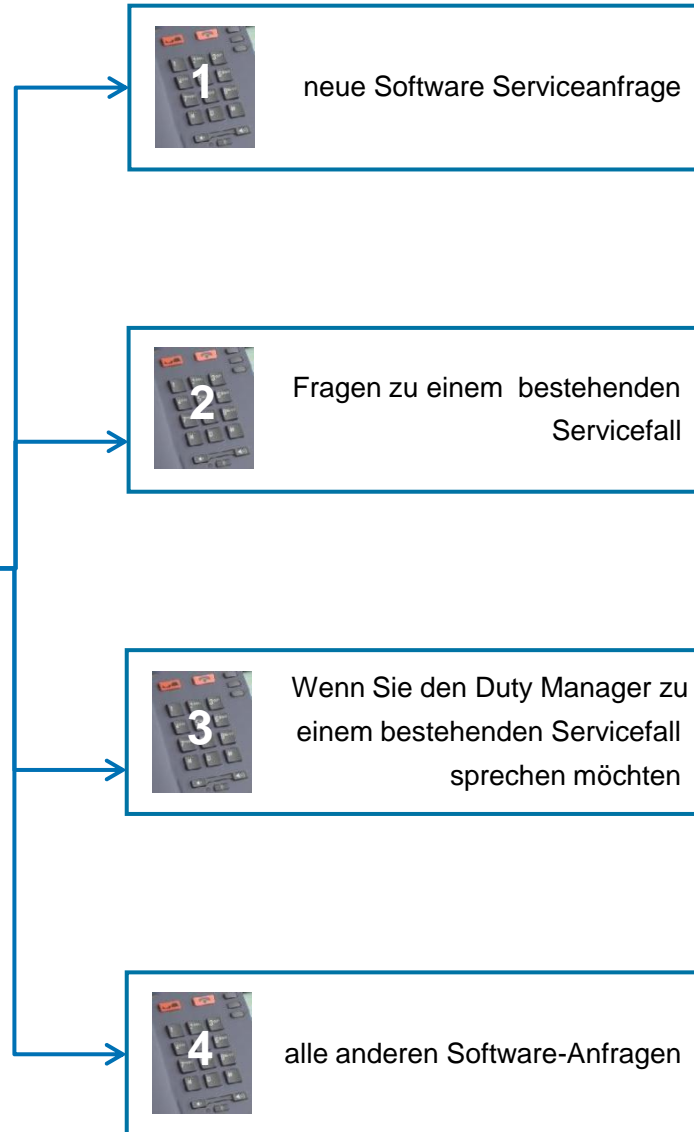 1
neue Software Serviceanfrage
2
Fragen zu einem bestehenden
Servicefall
3
Wenn Sie den Duty Manager zu
einem bestehenden Servicefall
sprechen möchten
4
alle anderen Software-Anfragen